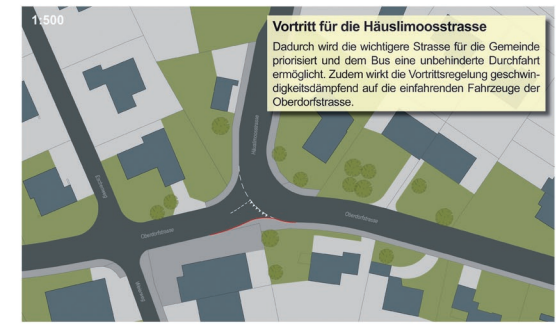 1:500
Vortritt für die Häuslimoosstrasse
Dadurch wird die wichtigere Strasse für die Gemeinde
priorisiert und dem Bus eine unbehinderte Durchfahrt
ermöglicht. Zudem wirkt die Vortrittsregelung geschwin-
digkeitsdämpfend auf die einfahrenden Fahrzeuge der
Oberdorfstrasse.
Häuslimoosstrasse
Oberdorfstrasse
Oberdorfstrasse